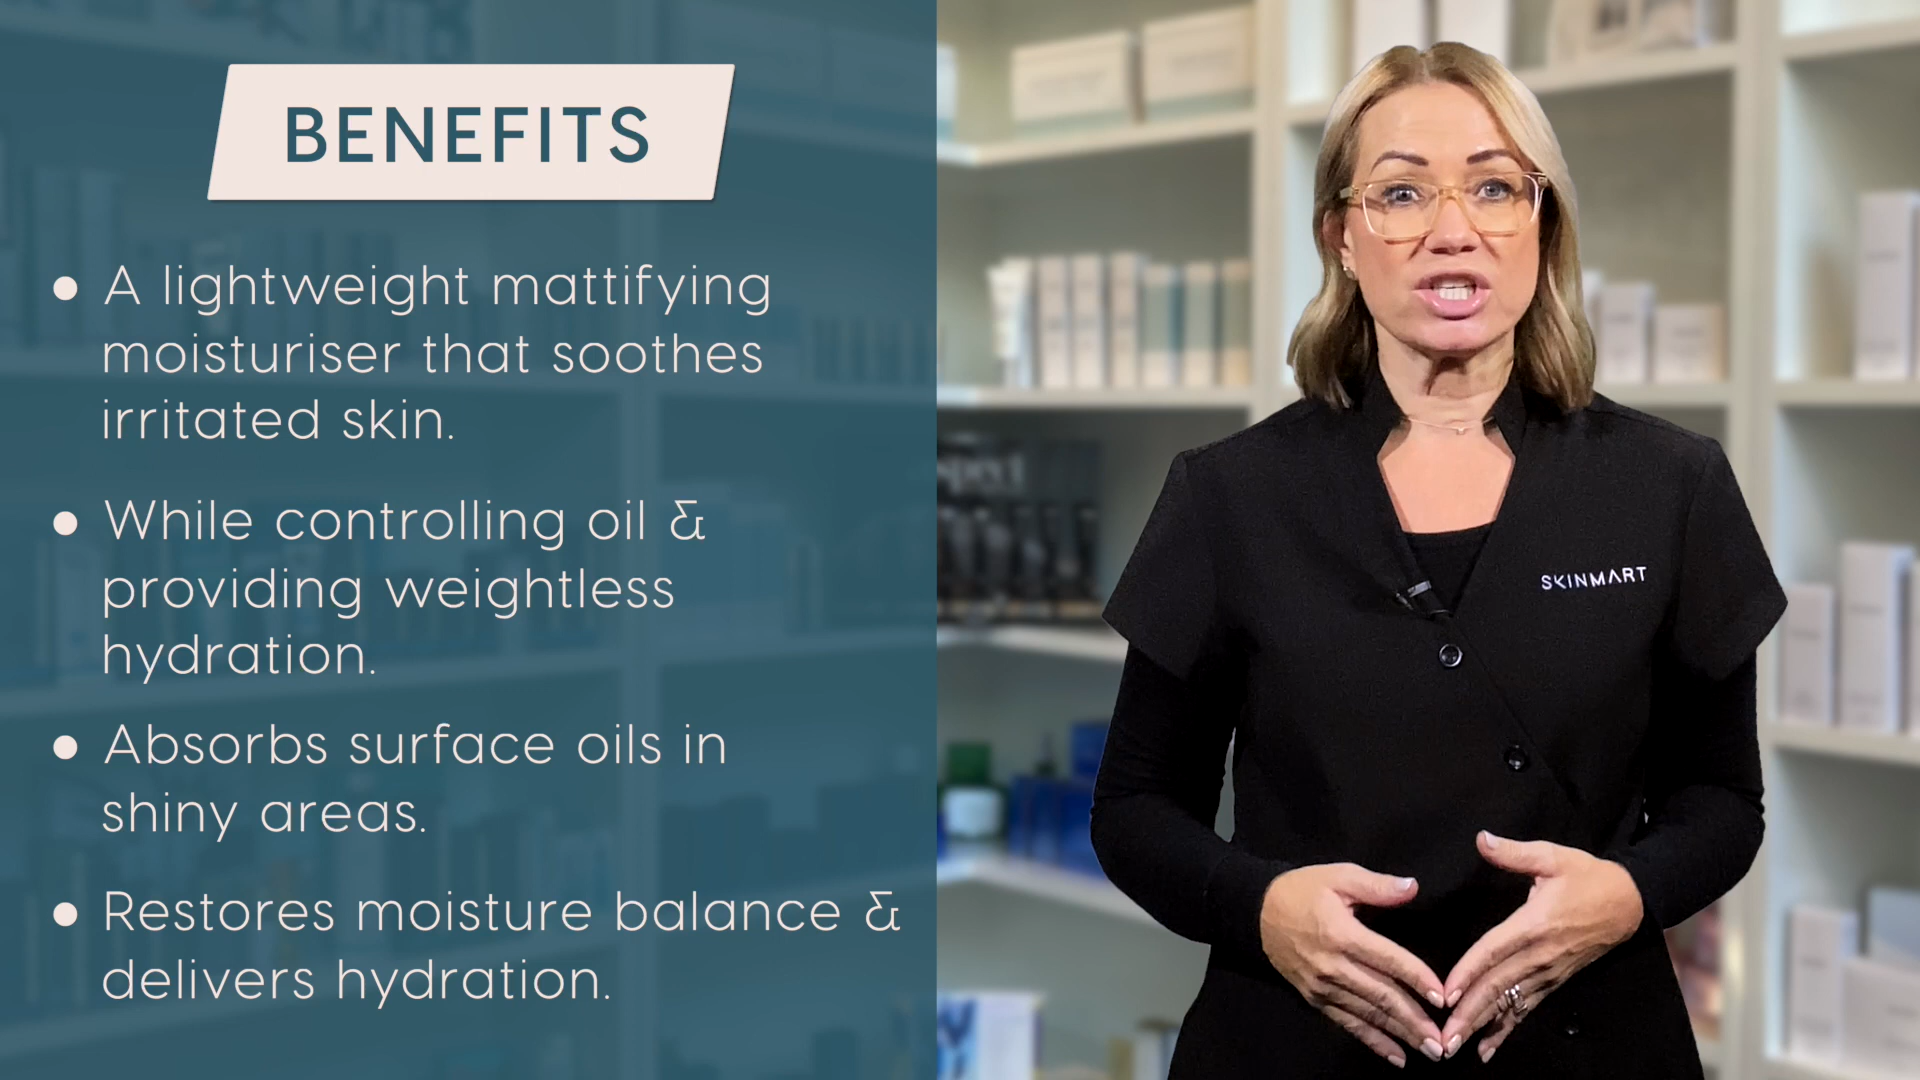 BENEFITS
● A lightweight mattifying
moisturiser that soothes
irritated skin.
● While controlling oil &
providing weightless
hydration.
● Absorbs surface oils in
shiny areas.
● Restores moisture balance &
delivers hydration.
SKINMART